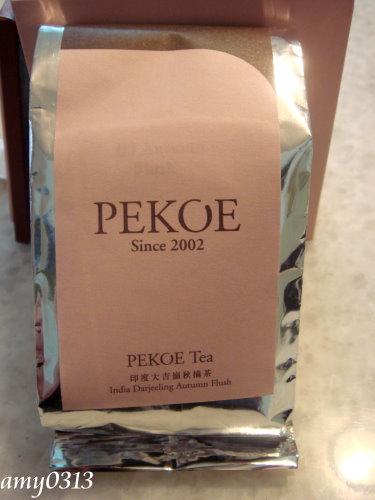 PEKOE
Since 2002
PEKOE Tea
印度大吉嶺秋摘茶
India Darjeeling Autumn Flush
amy0313